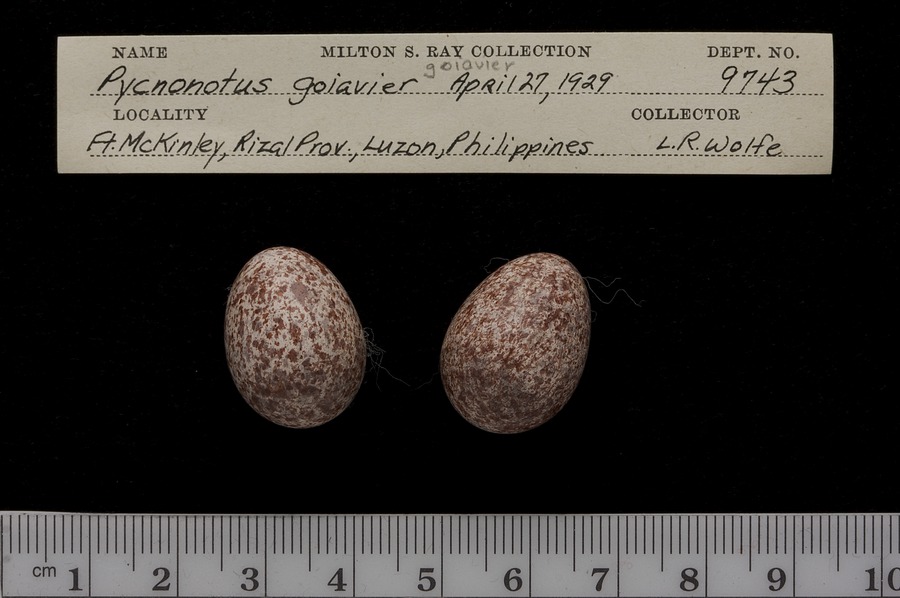 NAME MILTON S. RAY COLLECTION DEPT. NO.
goiavier
Pycnonotus goiavier April 27, 1929 9743
LOCALITY COLLECTOR
Ft. McKinley, Rizal Prov., Luzon, Philippines L.R. Wolfe
cm 1 2 3 4 5 6 7 8 9 10